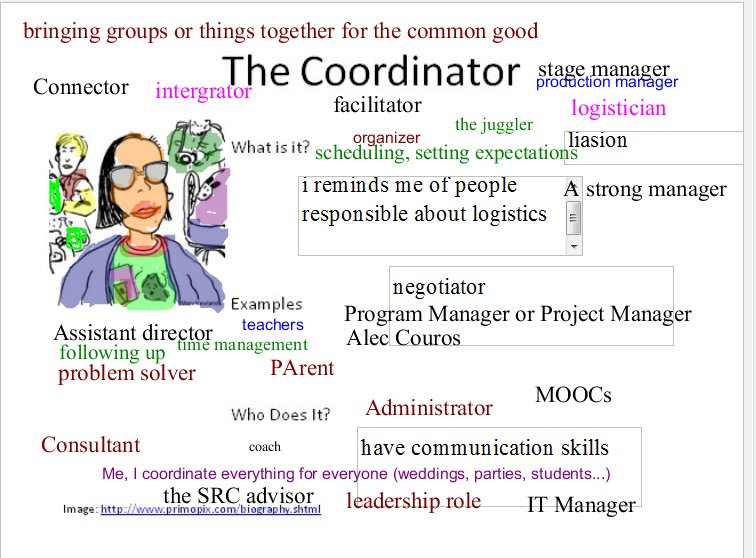 bringing groups or things together for the common good
The Coordinator
stage manager
production manager
Connector
intergrator
facilitator
logistician
the juggler
organizer
liasion
What is it?
scheduling, setting expectations
i reminds me of people
responsible about logistics
A strong manager
negotiator
Examples
Program Manager or Project Manager
teachers
Assistant director
Alec Couros
following up
time management
problem solver
PArent
MOOCs
Who Does It?
Administrator
Consultant
coach
have communication skills
Me, I coordinate everything for everyone (weddings, parties, students...)
the SRC advisor
leadership role
IT Manager
Image: http://www.primopix.com/biography.shtml